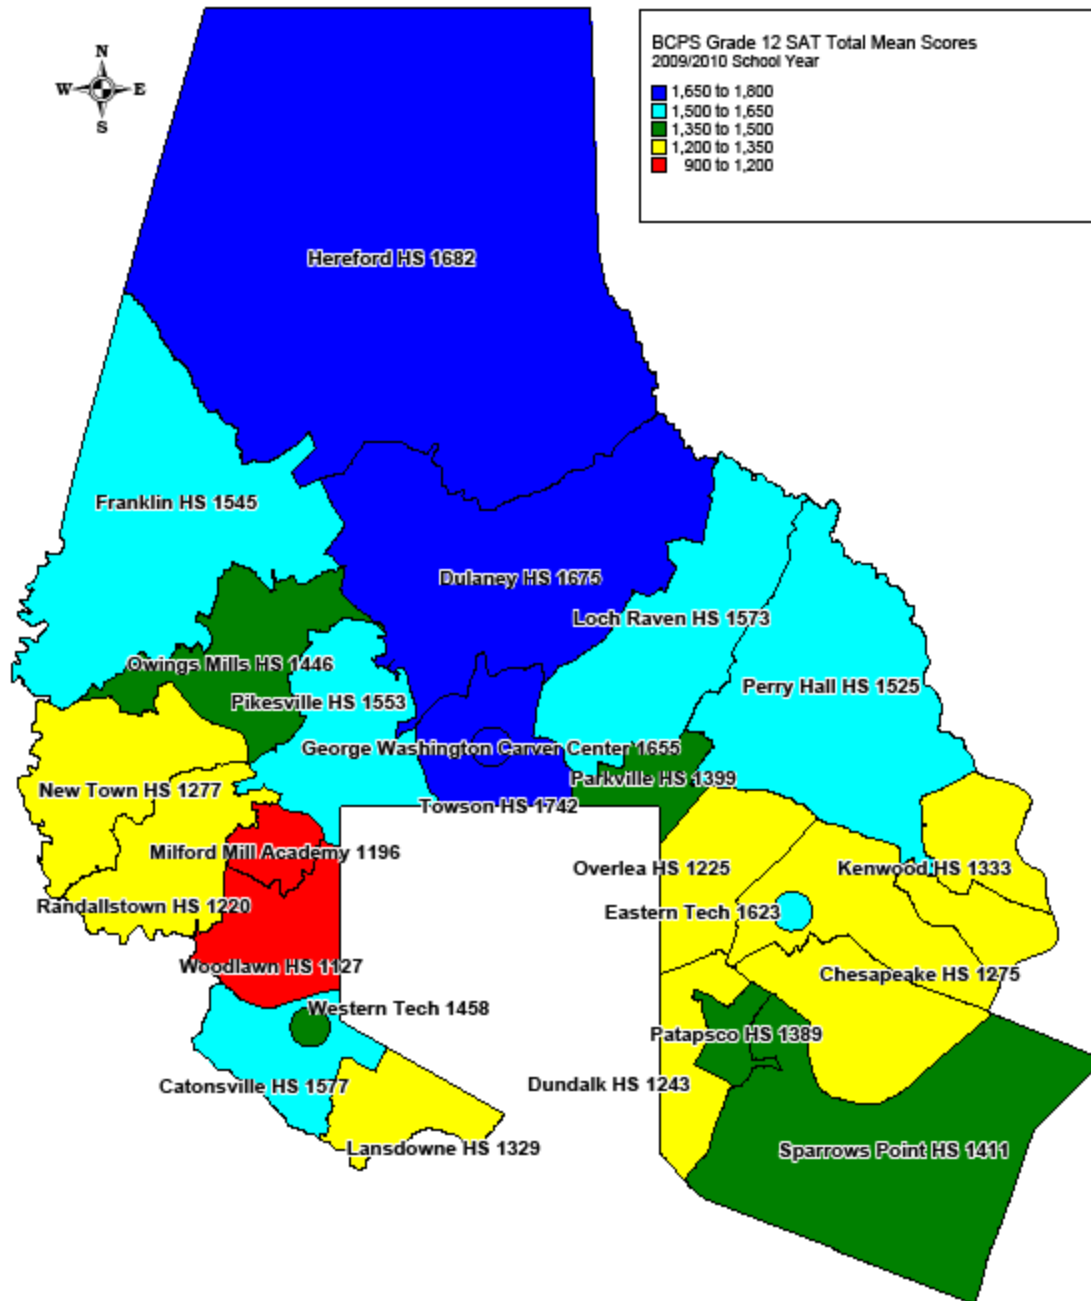 N
W E
S
BCPS Grade 12 SAT Total Mean Scores
2009/2010 School Year
1,650 to 1,800
1,500 to 1,650
1,350 to 1,500
1,200 to 1,350
900 to 1,200
Hereford HS 1682
Franklin HS 1545
Dulaney HS 1675
Loch Raven HS 1573
Owings Mills HS 1446
Perry Hall HS 1525
Pikesville HS 1553
George Washington Carver Center 1655
Parkville HS 1399
New Town HS 1277
Towson HS 1742
Milford Mill Academy 1196
Overlea HS 1225
Kenwood HS 1333
Randallstown HS 1220
Eastern Tech 1623
Woodlawn HS 1127
Chesapeake HS 1275
Western Tech 1458
Patapsco HS 1389
Catonsville HS 1577
Dundalk HS 1243
Lansdowne HS 1329
Sparrows Point HS 1411